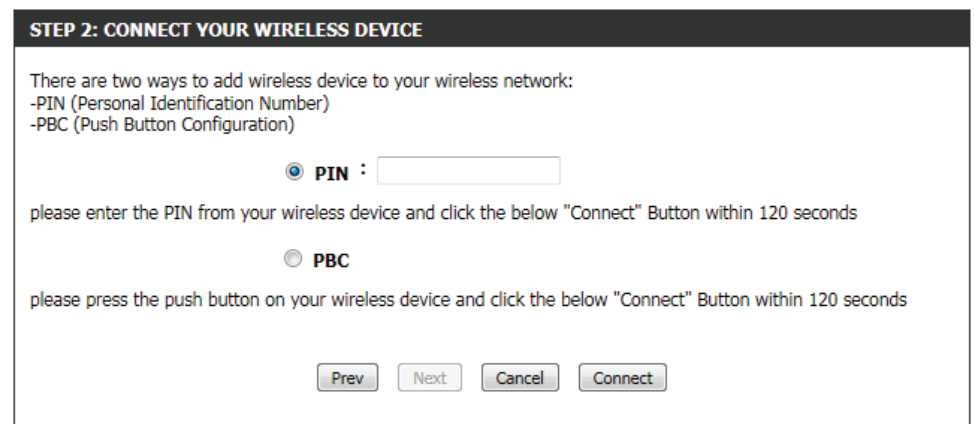 STEP 2: CONNECT YOUR WIRELESS DEVICE
There are two ways to add wireless device to your wireless network:
-PIN (Personal Identification Number)
-PBC (Push Button Configuration)
PIN :
please enter the PIN from your wireless device and click the below "Connect" Button within 120 seconds
PBC
please press the push button on your wireless device and click the below "Connect" Button within 120 seconds
Prev Next Cancel Connect